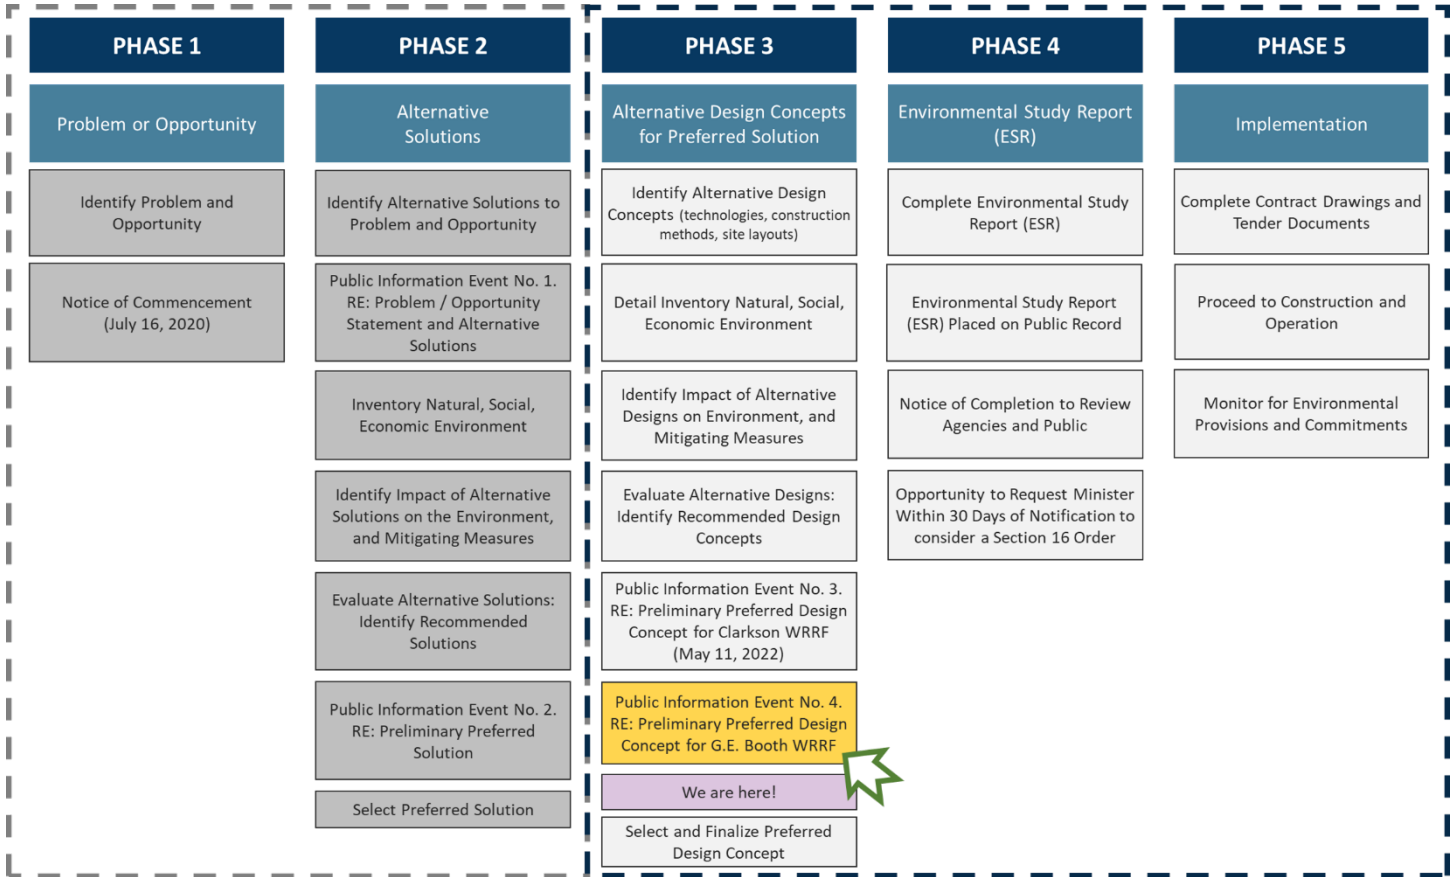 PHASE 1
Problem or Opportunity
Identify Problem and
Opportunity
Notice of Commencement
(July 16, 2020)
PHASE 2
Alternative
Solutions
Identify Alternative Solutions to
Problem and Opportunity
Public Information Event No. 1.
RE: Problem / Opportunity
Statement and Alternative
Solutions
Inventory Natural, Social,
Economic Environment
Identify Impact of Alternative
Solutions on the Environment,
and Mitigating Measures
Evaluate Alternative Solutions:
Identify Recommended
Solutions
Public Information Event No. 2.
RE: Preliminary Preferred
Solution
Select Preferred Solution
PHASE 3
Alternative Design Concepts
for Preferred Solution
Identify Alternative Design
Concepts (technologies, construction
methods, site layouts)
Detail Inventory Natural, Social,
Economic Environment
Identify Impact of Alternative
Designs on Environment, and
Mitigating Measures
Evaluate Alternative Designs:
Identify Recommended Design
Concepts
Public Information Event No. 3.
RE: Preliminary Preferred Design
Concept for Clarkson WRRF
(May 11, 2022)
Public Information Event No. 4.
RE: Preliminary Preferred Design
Concept for G.E. Booth WRRF
We are here!
Select and Finalize Preferred
Design Concept
PHASE 4
Environmental Study Report
(ESR)
Complete Environmental Study
Report (ESR)
Environmental Study Report
(ESR) Placed on Public Record
Notice of Completion to Review
Agencies and Public
Opportunity to Request Minister
Within 30 Days of Notification to
consider a Section 16 Order
PHASE 5
Implementation
Complete Contract Drawings and
Tender Documents
Proceed to Construction and
Operation
Monitor for Environmental
Provisions and Commitments